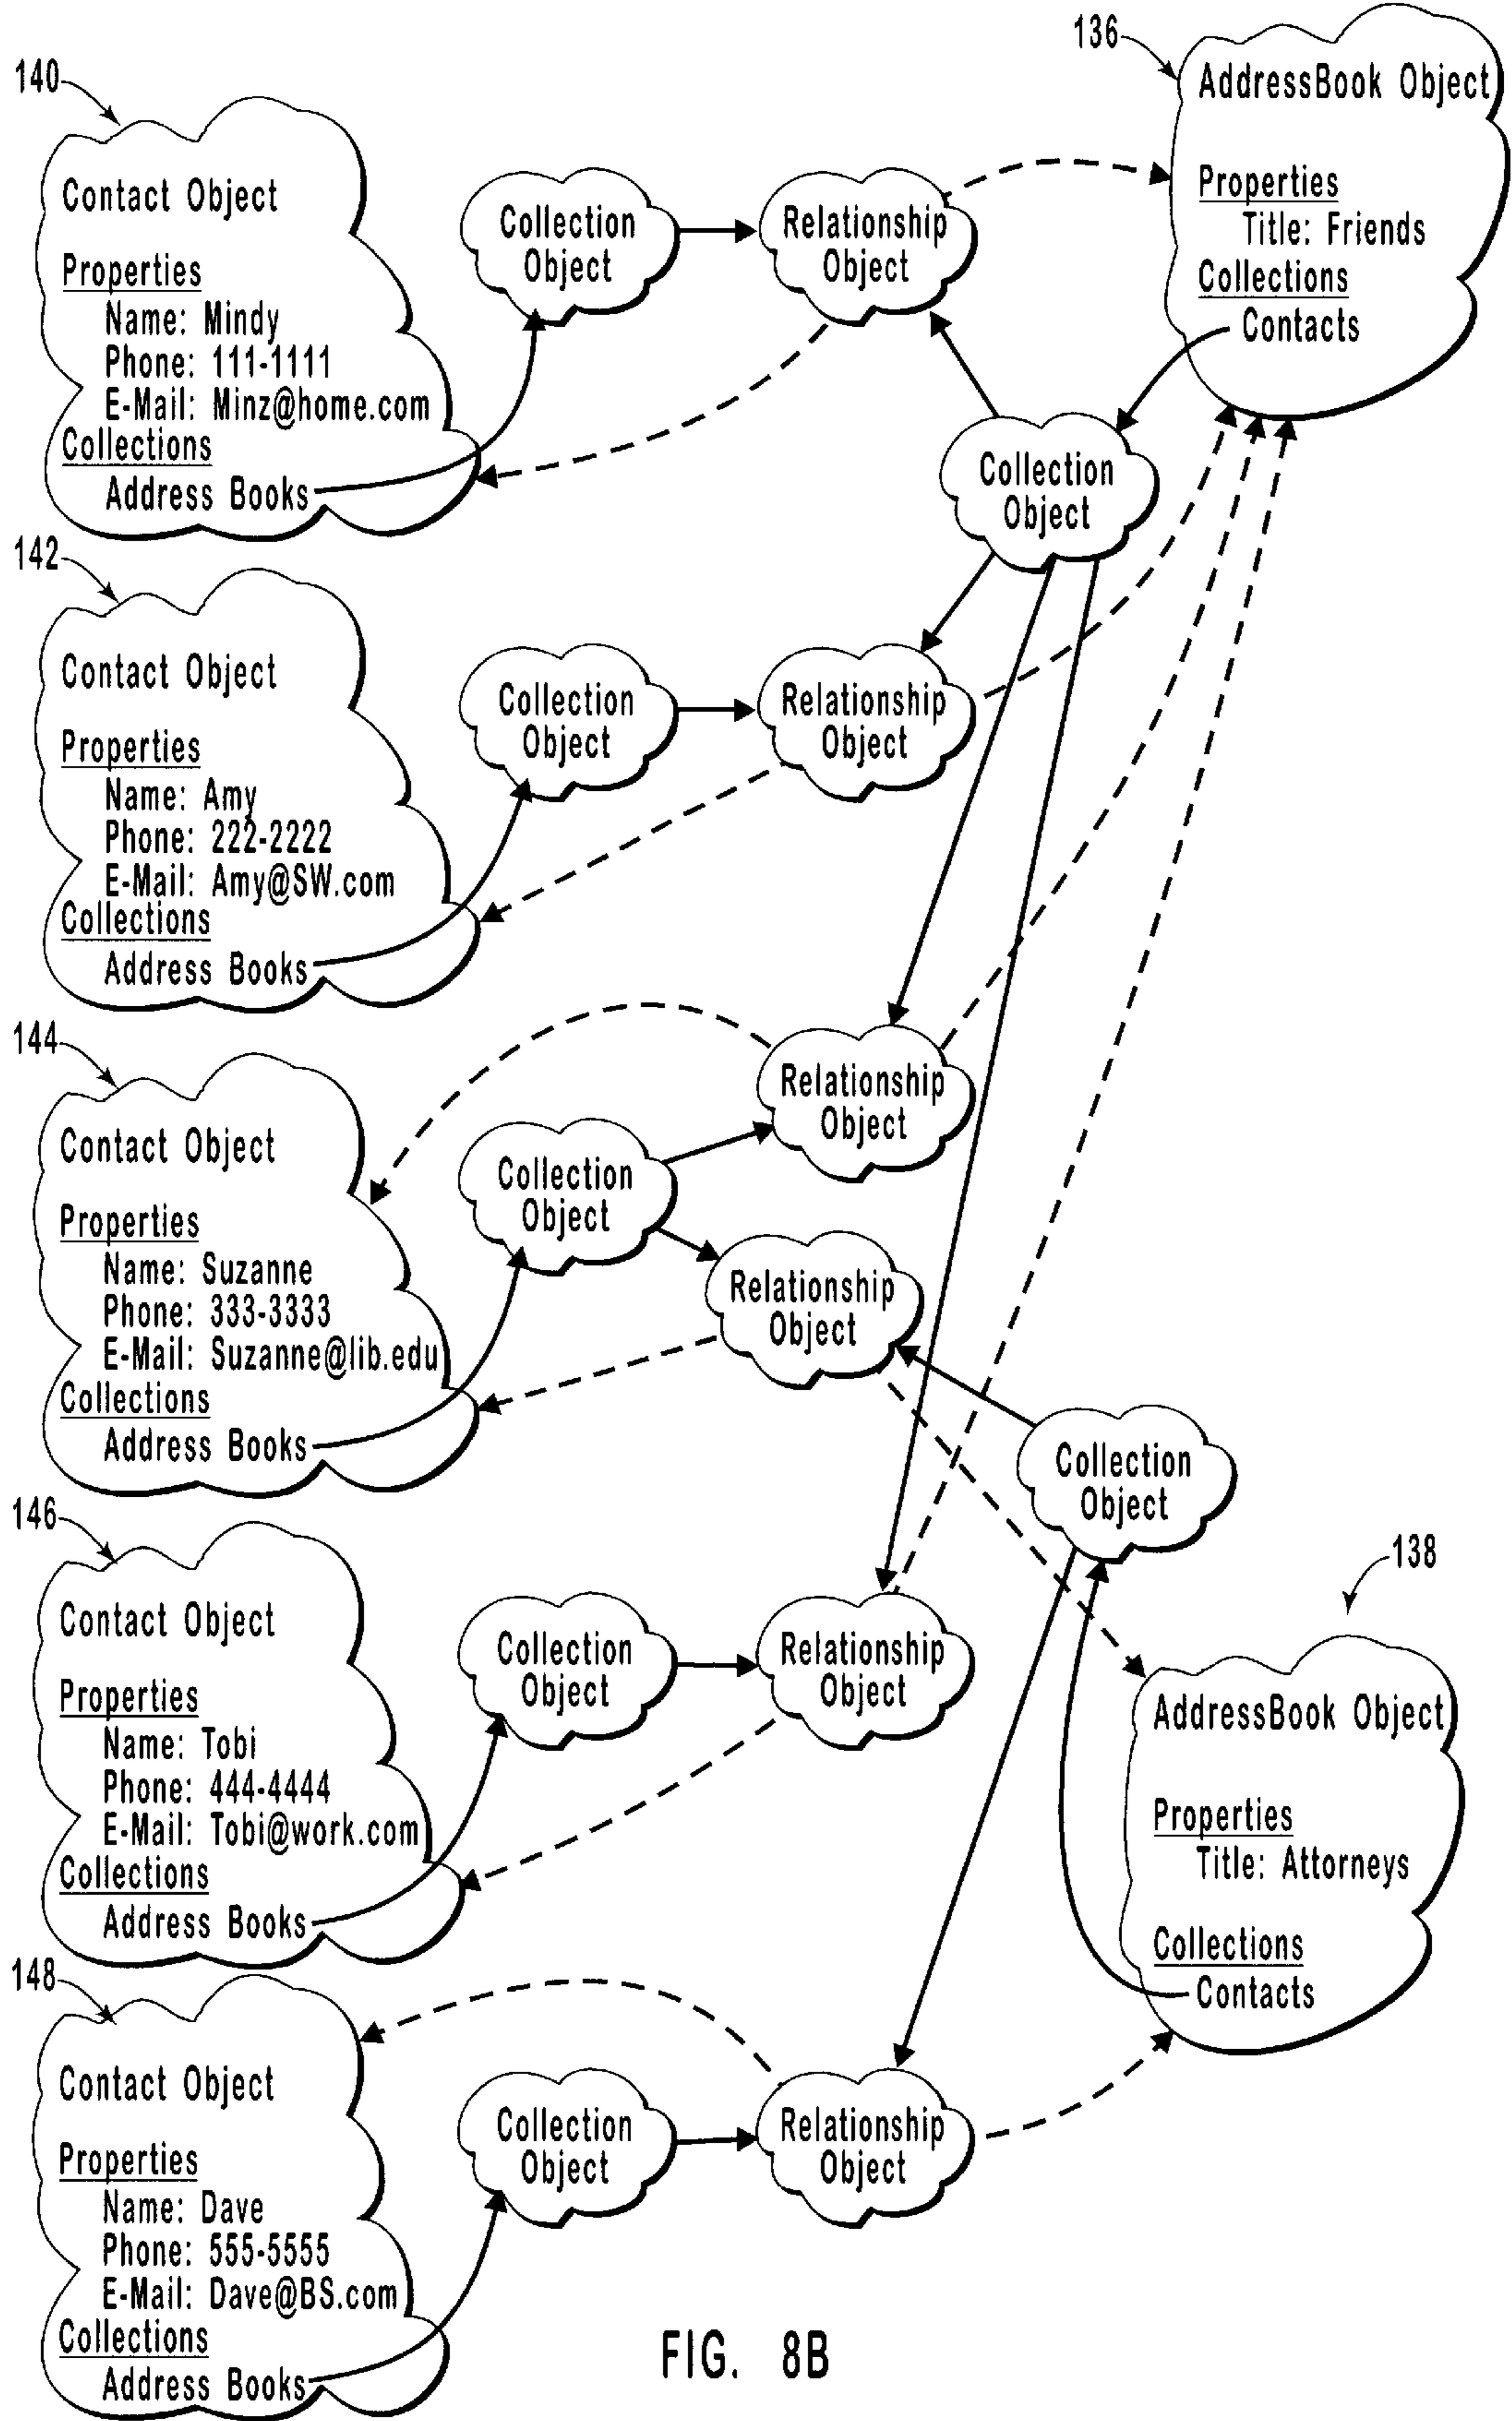 136
AddressBook Object
Properties
Title: Friends
Collections
Contacts
140
Contact Object
Properties
Name: Mindy
Phone: 111-1111
E-Mail: Minz@home.com
Collections
Address Books
Collection
Object
Relationship
Object
Collection
Object
142
Contact Object
Properties
Name: Amy
Phone: 222-2222
E-Mail: Amy@SW.com
Collections
Address Books
Collection
Object
Relationship
Object
144
Contact Object
Properties
Name: Suzanne
Phone: 333-3333
E-Mail: Suzanne@lib.edu
Collections
Address Books
Collection
Object
Relationship
Object
Relationship
Object
Collection
Object
146
Contact Object
Properties
Name: Tobi
Phone: 444-4444
E-Mail: Tobi@work.com
Collections
Address Books
Collection
Object
Relationship
Object
138
AddressBook Object
Properties
Title: Attorneys
Collections
Contacts
148
Contact Object
Properties
Name: Dave
Phone: 555-5555
E-Mail: Dave@BS.com
Collections
Address Books
Collection
Object
Relationship
Object
FIG. 8B